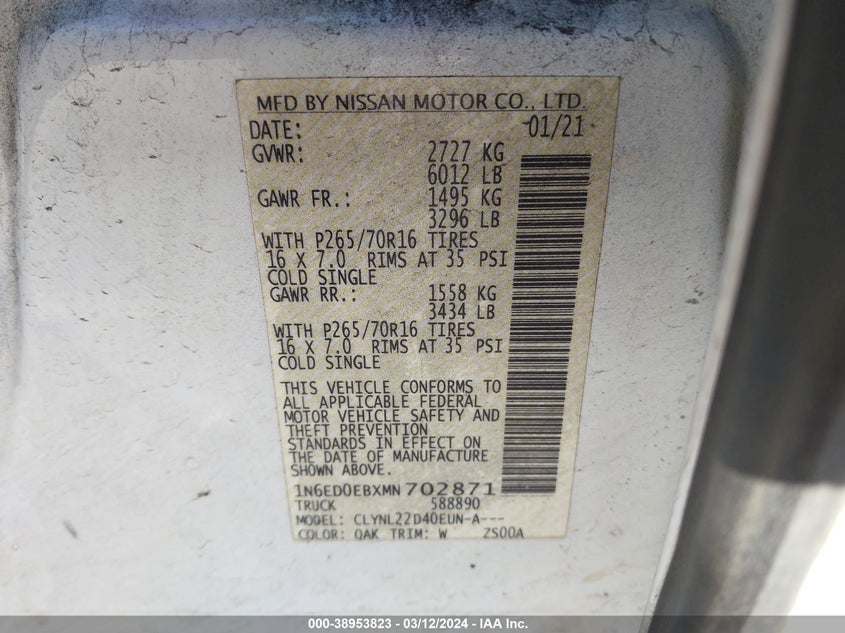 MFD BY NISSAN MOTOR CO., LTD.
DATE: 01/21
GVWR: 2727 KG
6012 LB
GAWR FR.: 1495 KG
3296 LB
WITH P265/70R16 TIRES
16 X 7.0 RIMS AT 35 PSI
COLD SINGLE
GAWR RR.: 1558 KG
3434 LB
WITH P265/70R16 TIRES
16 X 7.0 RIMS AT 35 PSI
COLD SINGLE
THIS VEHICLE CONFORMS TO
ALL APPLICABLE FEDERAL
MOTOR VEHICLE SAFETY AND
THEFT PREVENTION
STANDARDS IN EFFECT ON
THE DATE OF MANUFACTURE
SHOWN ABOVE.
1N6ED0EBXMN702871
TRUCK 588890
MODEL: CLYNL22D40EUN-A---
COLOR: QAK TRIM: W ZS00A
000-38953823 - 03/12/2024 - IAA Inc.